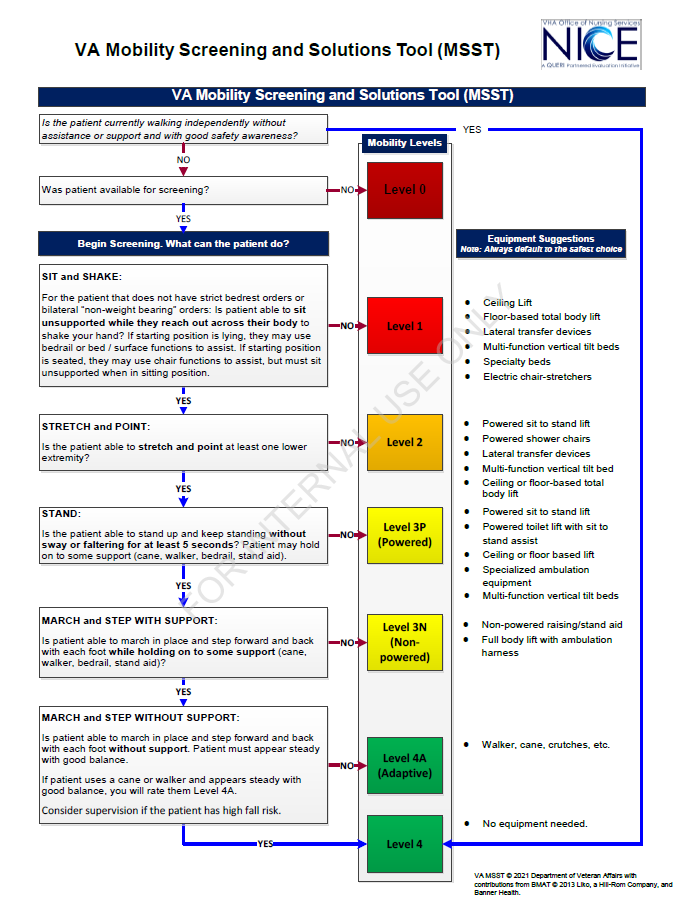 VA Mobility Screening and Solutions Tool (MSST)
VHA Office of Nursing Services
NICE
A QUERI Partnered Evaluation Initiative
VA Mobility Screening and Solutions Tool (MSST)
Is the patient currently walking independently without
assistance or support and with good safety awareness?
YES
Mobility Levels
NO
Was patient available for screening?
NO
Level 0
YES
Begin Screening. What can the patient do?
Equipment Suggestions
Note: Always default to the safest choice
SIT and SHAKE:
For the patient that does not have strict bedrest orders or
bilateral “non-weight bearing” orders: Is patient able to sit
unsupported while they reach out across their body to
shake your hand? If starting position is lying, they may use
bedrail or bed / surface functions to assist. If starting position
is seated, they may use chair functions to assist, but must sit
unsupported when in sitting position.
NO
Level 1
• Ceiling Lift
• Floor-based total body lift
• Lateral transfer devices
• Multi-function vertical tilt beds
• Specialty beds
• Electric chair-stretchers
YES
STRETCH and POINT:
Is the patient able to stretch and point at least one lower
extremity?
NO
Level 2
• Powered sit to stand lift
• Powered shower chairs
• Lateral transfer devices
• Multi-function vertical tilt bed
• Ceiling or floor-based total
body lift
YES
STAND:
Is the patient able to stand up and keep standing without
sway or faltering for at least 5 seconds? Patient may hold
on to some support (cane, walker, bedrail, stand aid).
NO
Level 3P
(Powered)
• Powered sit to stand lift
• Powered toilet lift with sit to
stand assist
• Ceiling or floor based lift
• Specialized ambulation
equipment
• Multi-function vertical tilt beds
YES
MARCH and STEP WITH SUPPORT:
Is patient able to march in place and step forward and back
with each foot while holding on to some support (cane,
walker, bedrail, stand aid)?
NO
Level 3N
(Non-
powered)
• Non-powered raising/stand aid
• Full body lift with ambulation
harness
YES
MARCH and STEP WITHOUT SUPPORT:
Is patient able to march in place and step forward and back
with each foot without support. Patient must appear steady
with good balance.
If patient uses a cane or walker and appears steady with
good balance, you will rate them Level 4A.
Consider supervision if the patient has high fall risk.
NO
Level 4A
(Adaptive)
• Walker, cane, crutches, etc.
YES
Level 4
• No equipment needed.
FOR INTERNAL USE ONLY
VA MSST © 2021 Department of Veteran Affairs with
contributions from BMAT © 2013 Liko, a Hill-Rom Company, and
Banner Health.